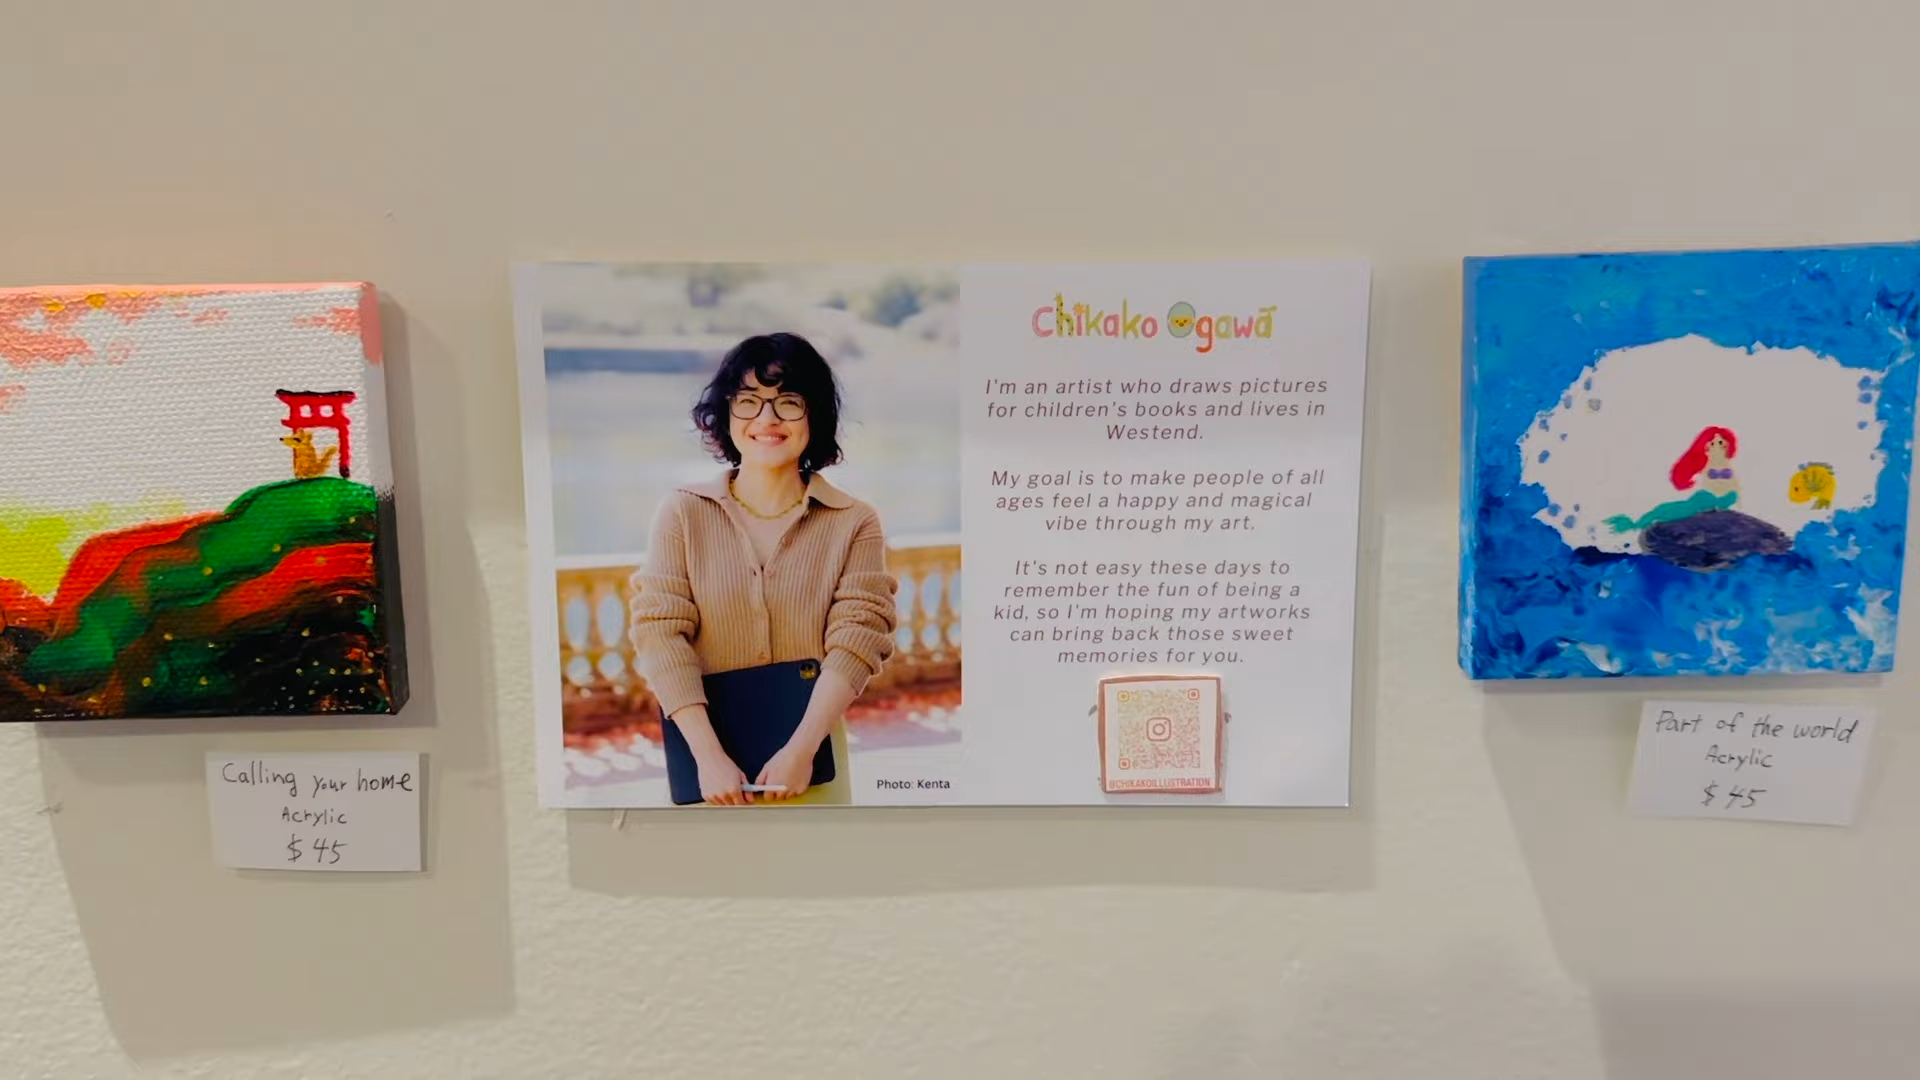 Chikako Ogawa
I'm an artist who draws pictures
for children's books and lives in
Westend.
My goal is to make people of all
ages feel a happy and magical
vibe through my art.
It's not easy these days to
remember the fun of being a
kid, so I'm hoping my artworks
can bring back those sweet
memories for you.
@CHIKAKOILLUSTRATION
Photo: Kenta
Calling your home
Acrylic
$45
Part of the world
Acrylic
$45